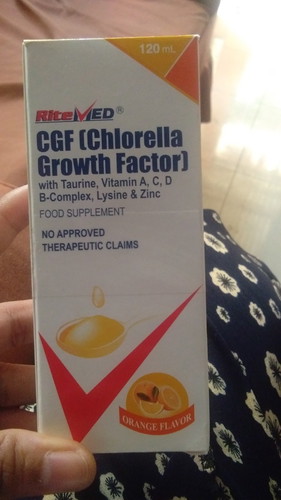 120 mL
RiteMED®
CGF (Chlorella
Growth Factor)
with Taurine, Vitamin A, C, D
B-Complex, Lysine & Zinc
FOOD SUPPLEMENT
NO APPROVED
THERAPEUTIC CLAIMS
ORANGE FLAVOR